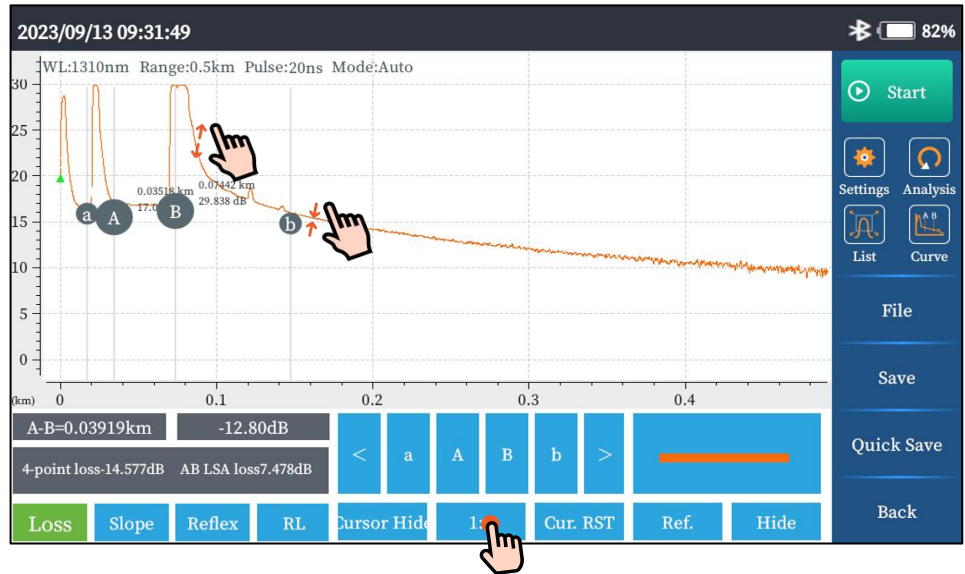 2023/09/13 09:31:49
82%
WL:1310nm Range:0.5km Pulse:20ns Mode:Auto
30
25
20
15
10
5
0
0.03518 km
17.0
0.07442 km
29.838 dB
a
A
B
b
(km) 0 0.1 0.2 0.3 0.4
Start
Settings Analysis
A B
List Curve
File
Save
Quick Save
Back
A-B=0.03919km -12.80dB
4-point loss-14.577dB AB LSA loss7.478dB
< a A B b >
Loss Slope Reflex RL Cursor Hide 1: Cur. RST Ref. Hide